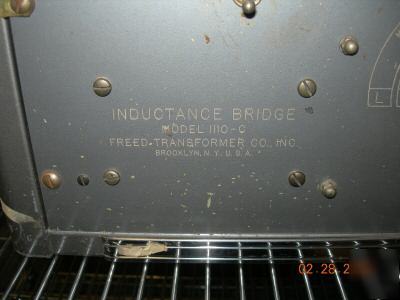 INDUCTANCE BRIDGE
MODEL 1110-C
FREED TRANSFORMER CO., INC.
BROOKLYN, N.Y., U.S.A.
L
02.28.2